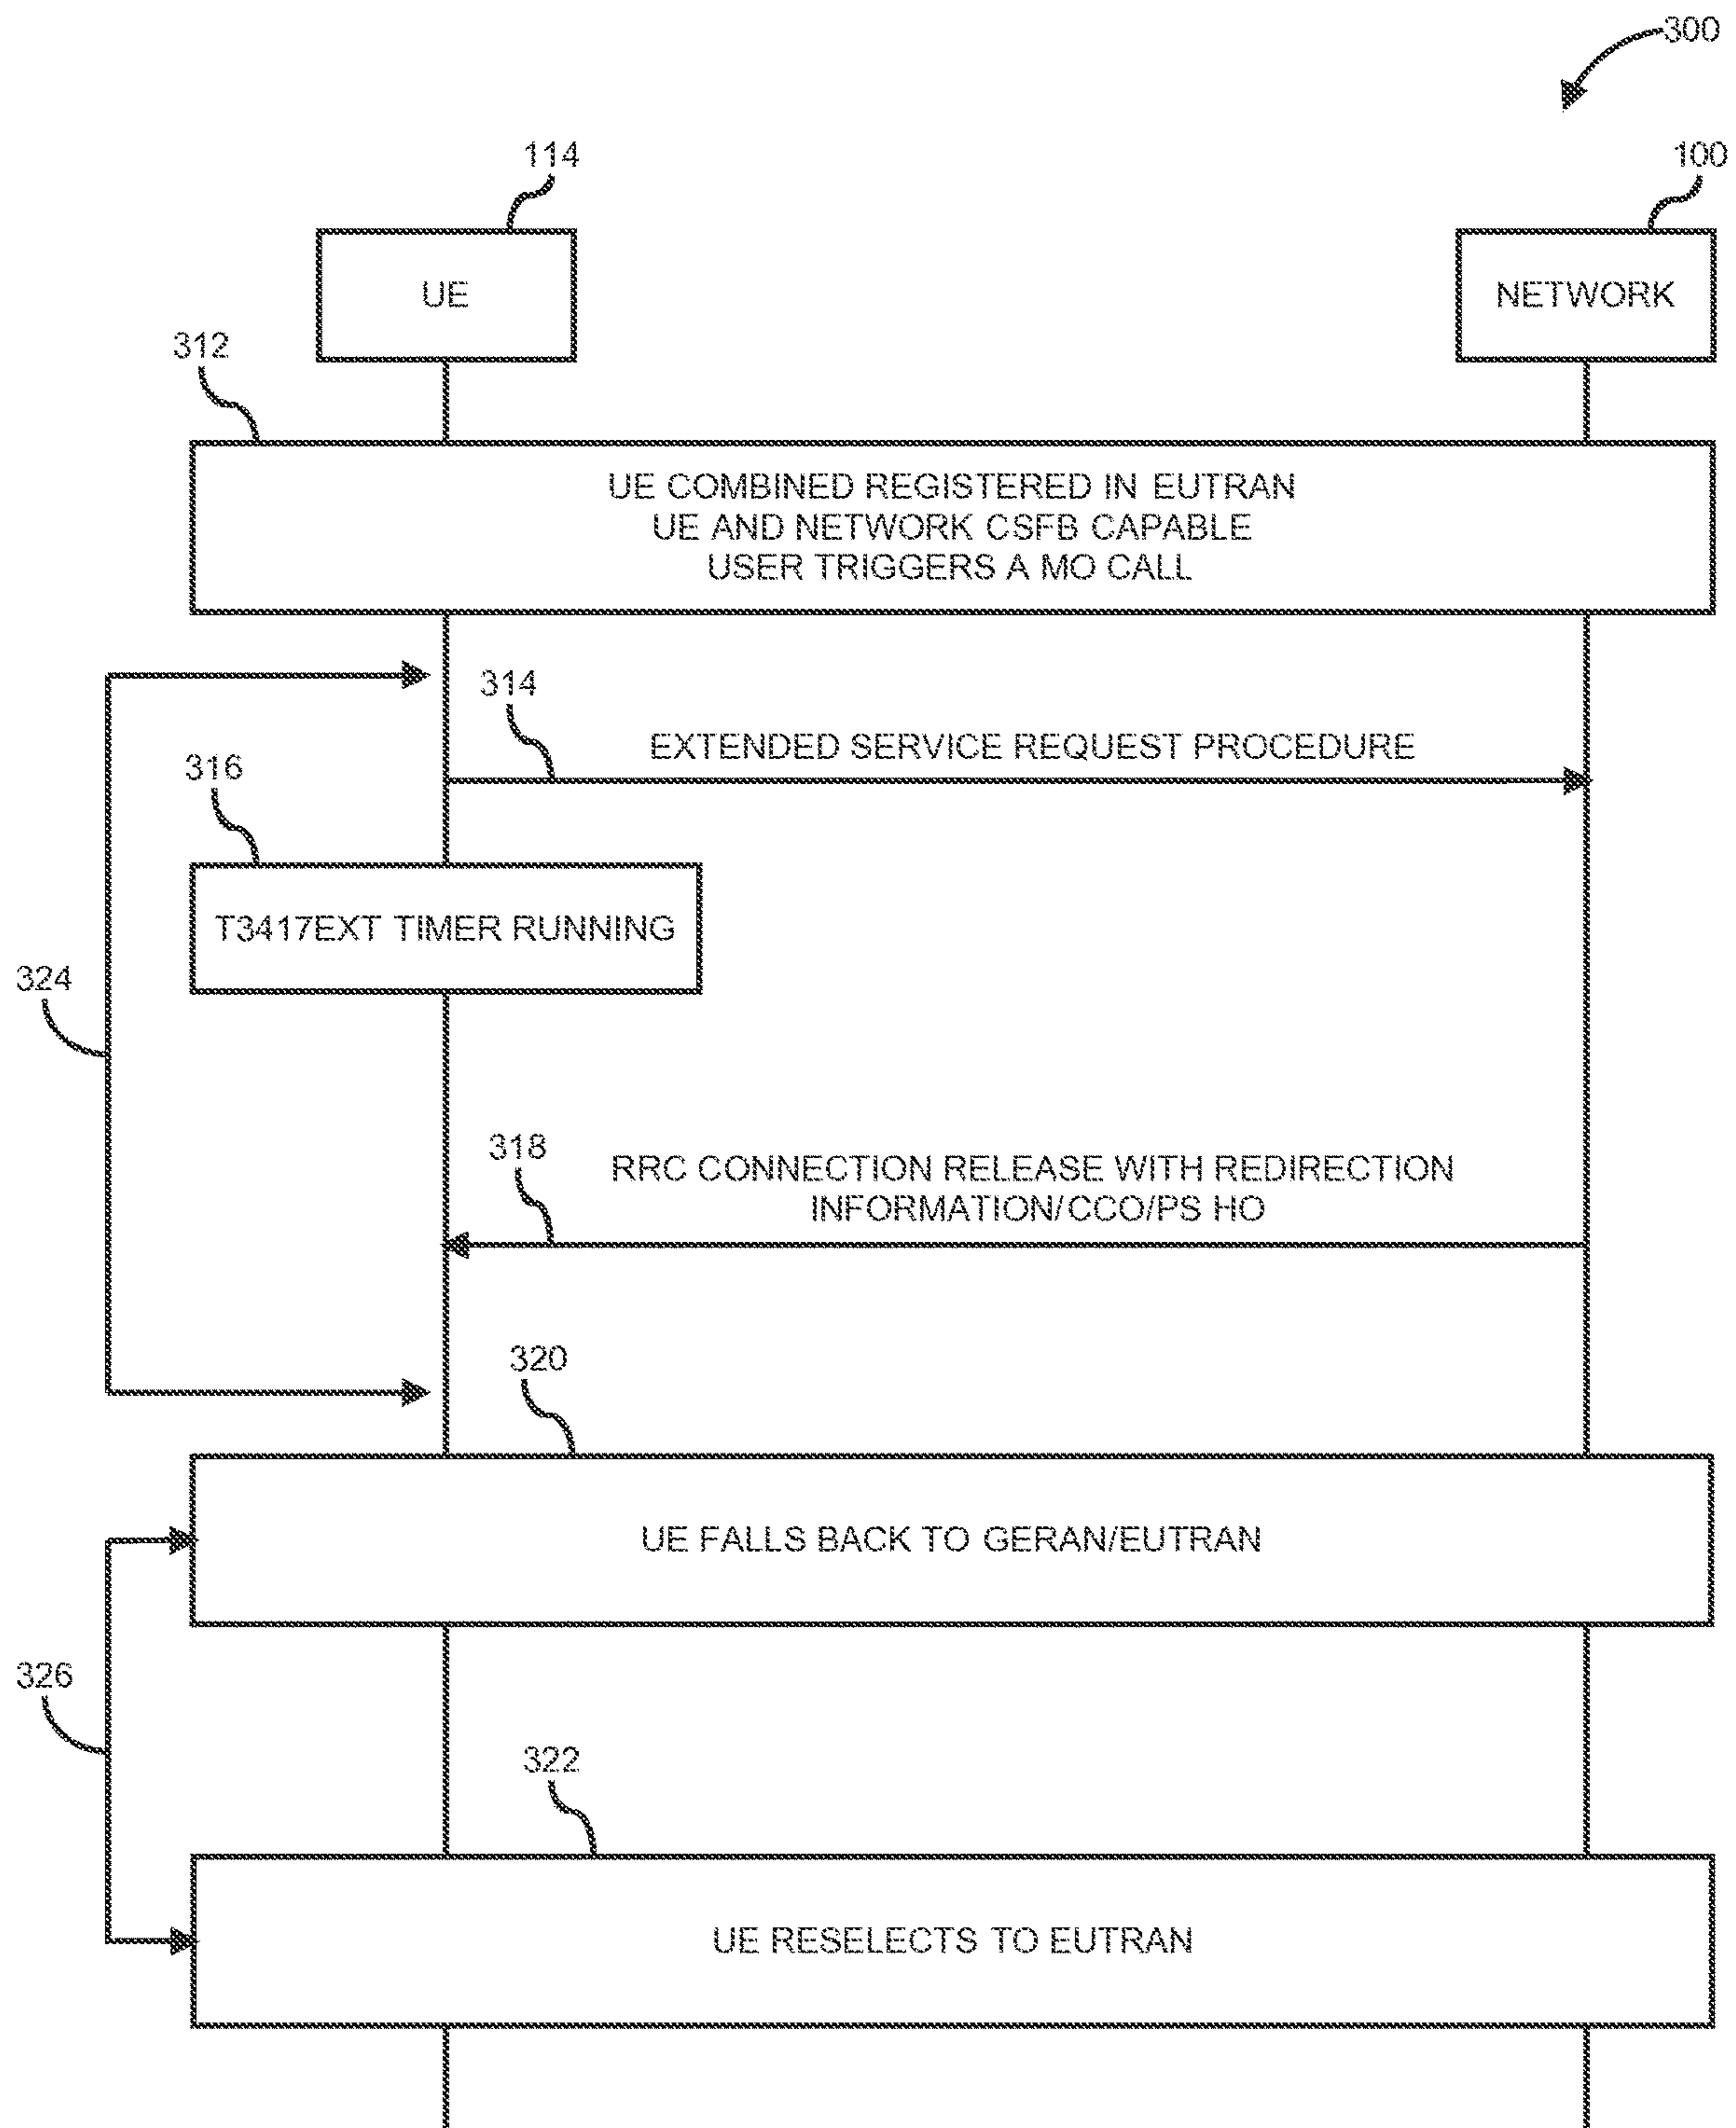 300
114
100
UE
NETWORK
312
UE COMBINED REGISTERED IN EUTRAN
UE AND NETWORK CSFB CAPABLE
USER TRIGGERS A MO CALL
314
EXTENDED SERVICE REQUEST PROCEDURE
316
T3417EXT TIMER RUNNING
324
318
RRC CONNECTION RELEASE WITH REDIRECTION
INFORMATION/CCO/PS HO
320
UE FALLS BACK TO GERAN/EUTRAN
326
322
UE RESELECTS TO EUTRAN